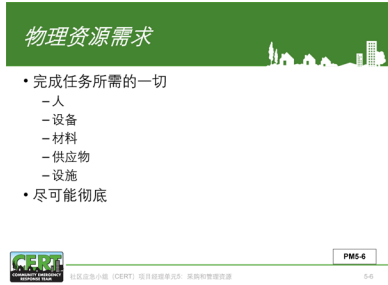 物理资源需求
• 完成任务所需的一切
– 人
– 设备
– 材料
– 供应物
– 设施
• 尽可能彻底
PM5-6
CERT
COMMUNITY EMERGENCY
RESPONSE TEAM
社区应急小组（CERT）项目经理单元5：采购和管理资源
5-6